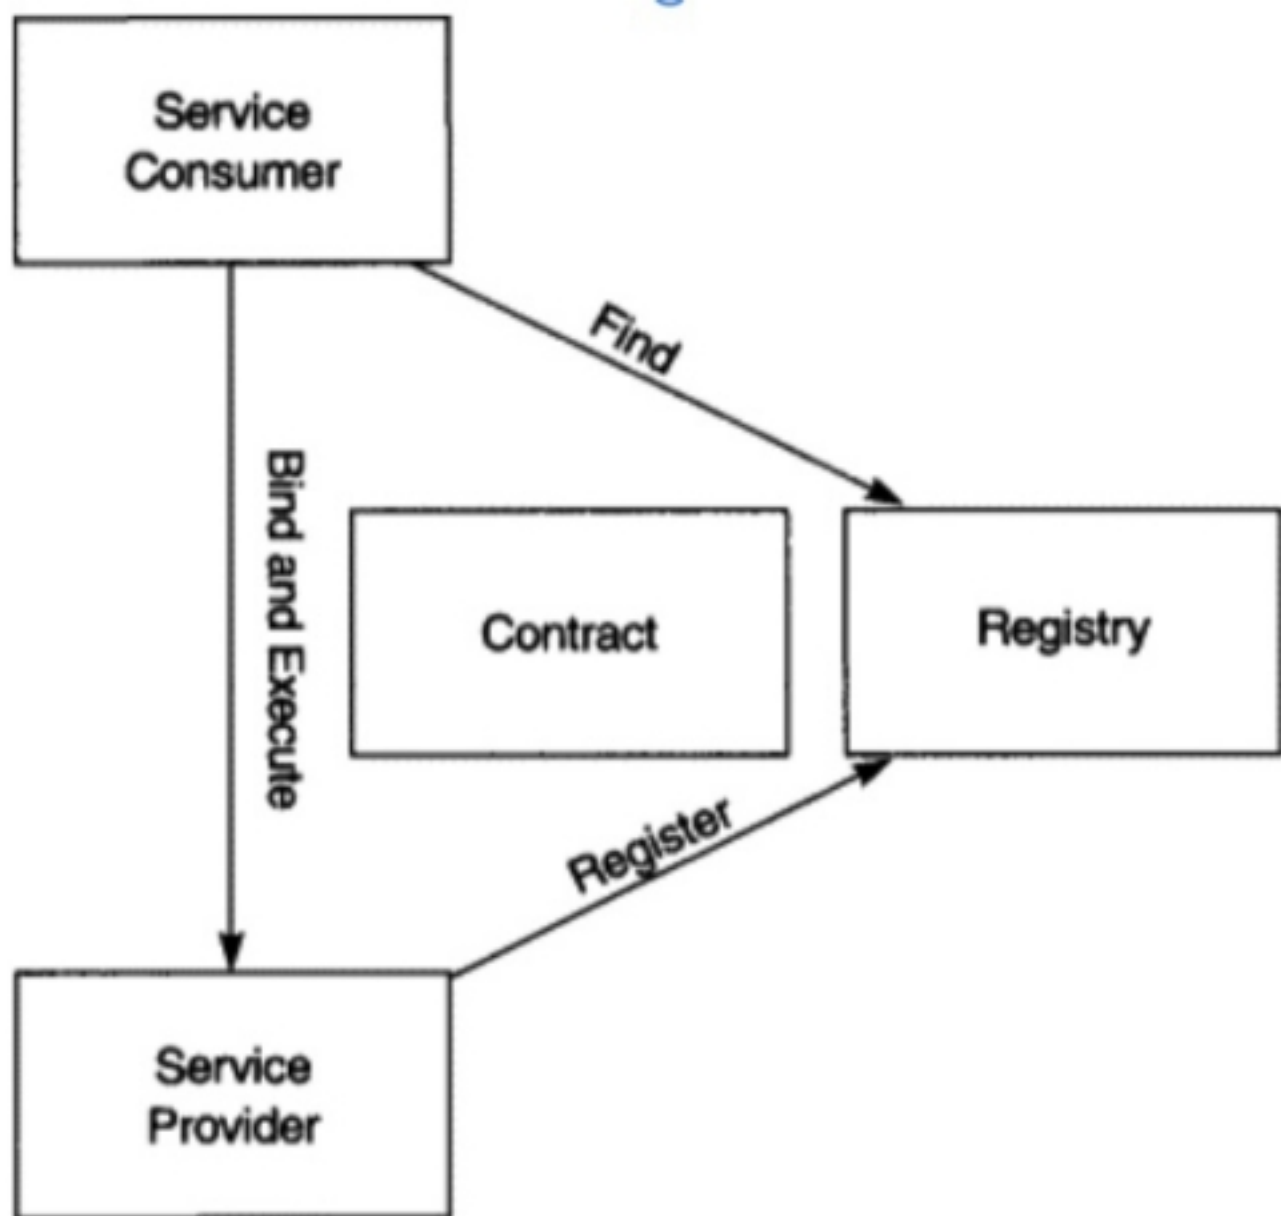 Service
Consumer
Find
Bind and Execute
Contract
Registry
Register
Service
Provider